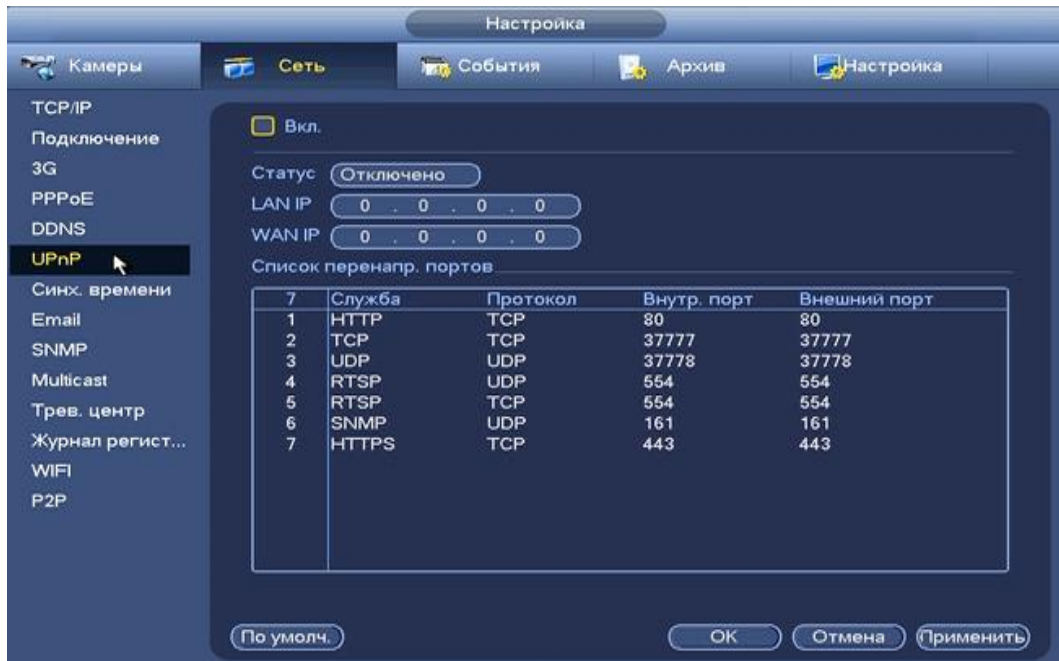 Настройка
Камеры Сеть События Архив Настройка
TCP/IP
Подключение
3G
PPPoE
DDNS
UPnP
Синх. времени
Email
SNMP
Multicast
Трев. центр
Журнал регист...
WIFI
P2P
Вкл.
Статус Отключено
LAN IP 0 . 0 . 0 . 0
WAN IP 0 . 0 . 0 . 0
Список перенапр. портов
7 Служба Протокол Внутр. порт Внешний порт
1 HTTP TCP 80 80
2 TCP TCP 37777 37777
3 UDP UDP 37778 37778
4 RTSP UDP 554 554
5 RTSP TCP 554 554
6 SNMP UDP 161 161
7 HTTPS TCP 443 443
По умолч. OK Отмена Применить